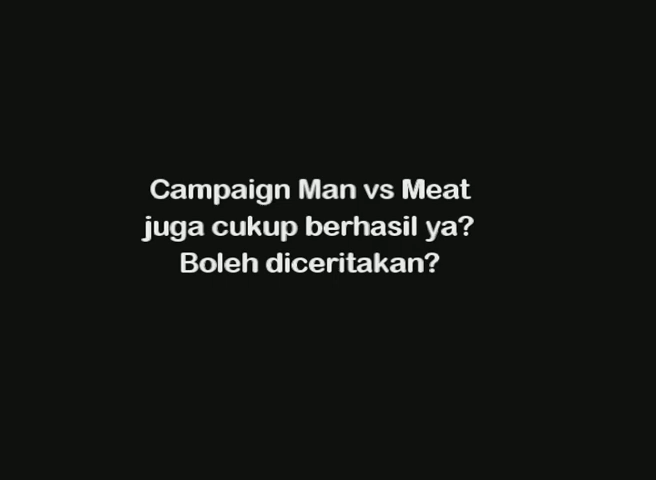 Campaign Man vs Meat
juga cukup berhasil ya?
Boleh diceritakan?